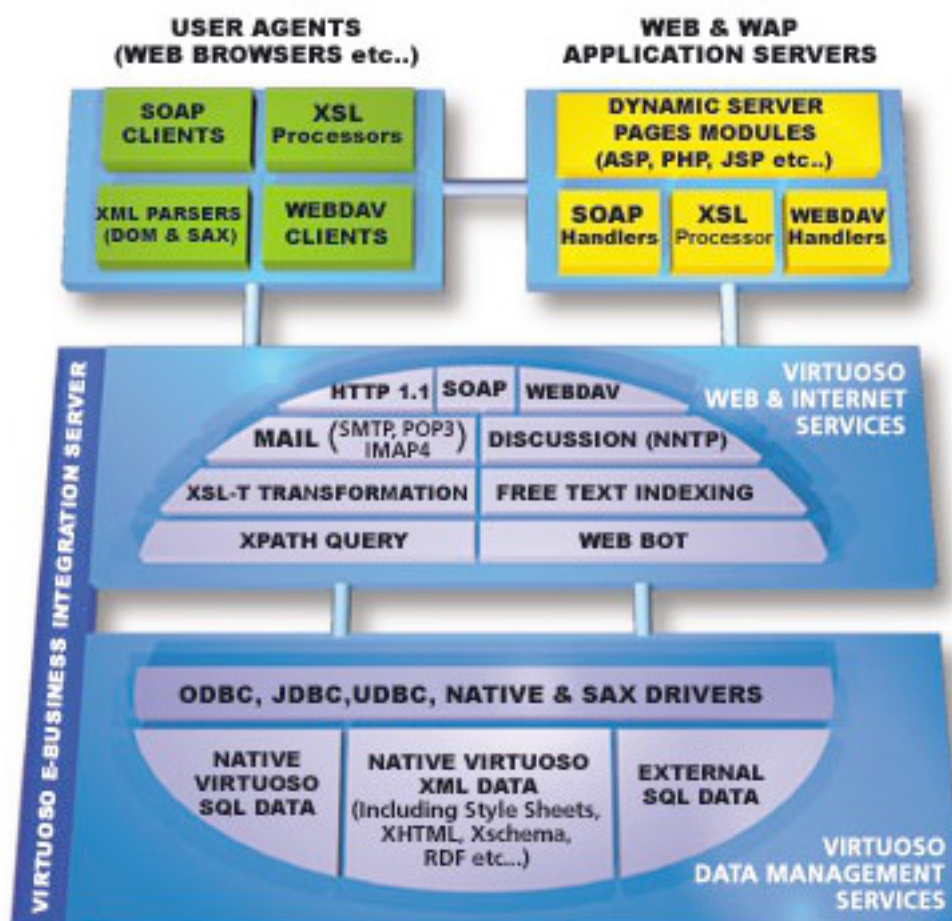 USER AGENTS
(WEB BROWSERS etc..)
WEB & WAP
APPLICATION SERVERS
SOAP
CLIENTS
XSL
Processors
XML PARSERS
(DOM & SAX)
WEBDAV
CLIENTS
DYNAMIC SERVER
PAGES MODULES
(ASP, PHP, JSP etc..)
SOAP
Handlers
XSL
Processor
WEBDAV
Handlers
VIRTUOSO E-BUSINESS INTEGRATION SERVER
VIRTUOSO
WEB & INTERNET
SERVICES
HTTP 1.1
SOAP
WEBDAV
MAIL (SMTP, POP3)
IMAP4
DISCUSSION (NNTP)
XSL-T TRANSFORMATION
FREE TEXT INDEXING
XPATH QUERY
WEB BOT
ODBC, JDBC,UDBC, NATIVE & SAX DRIVERS
NATIVE
VIRTUOSO
SQL DATA
NATIVE VIRTUOSO
XML DATA
(Including Style Sheets,
XHTML, Xschema,
RDF etc...)
EXTERNAL
SQL DATA
VIRTUOSO
DATA MANAGEMENT
SERVICES